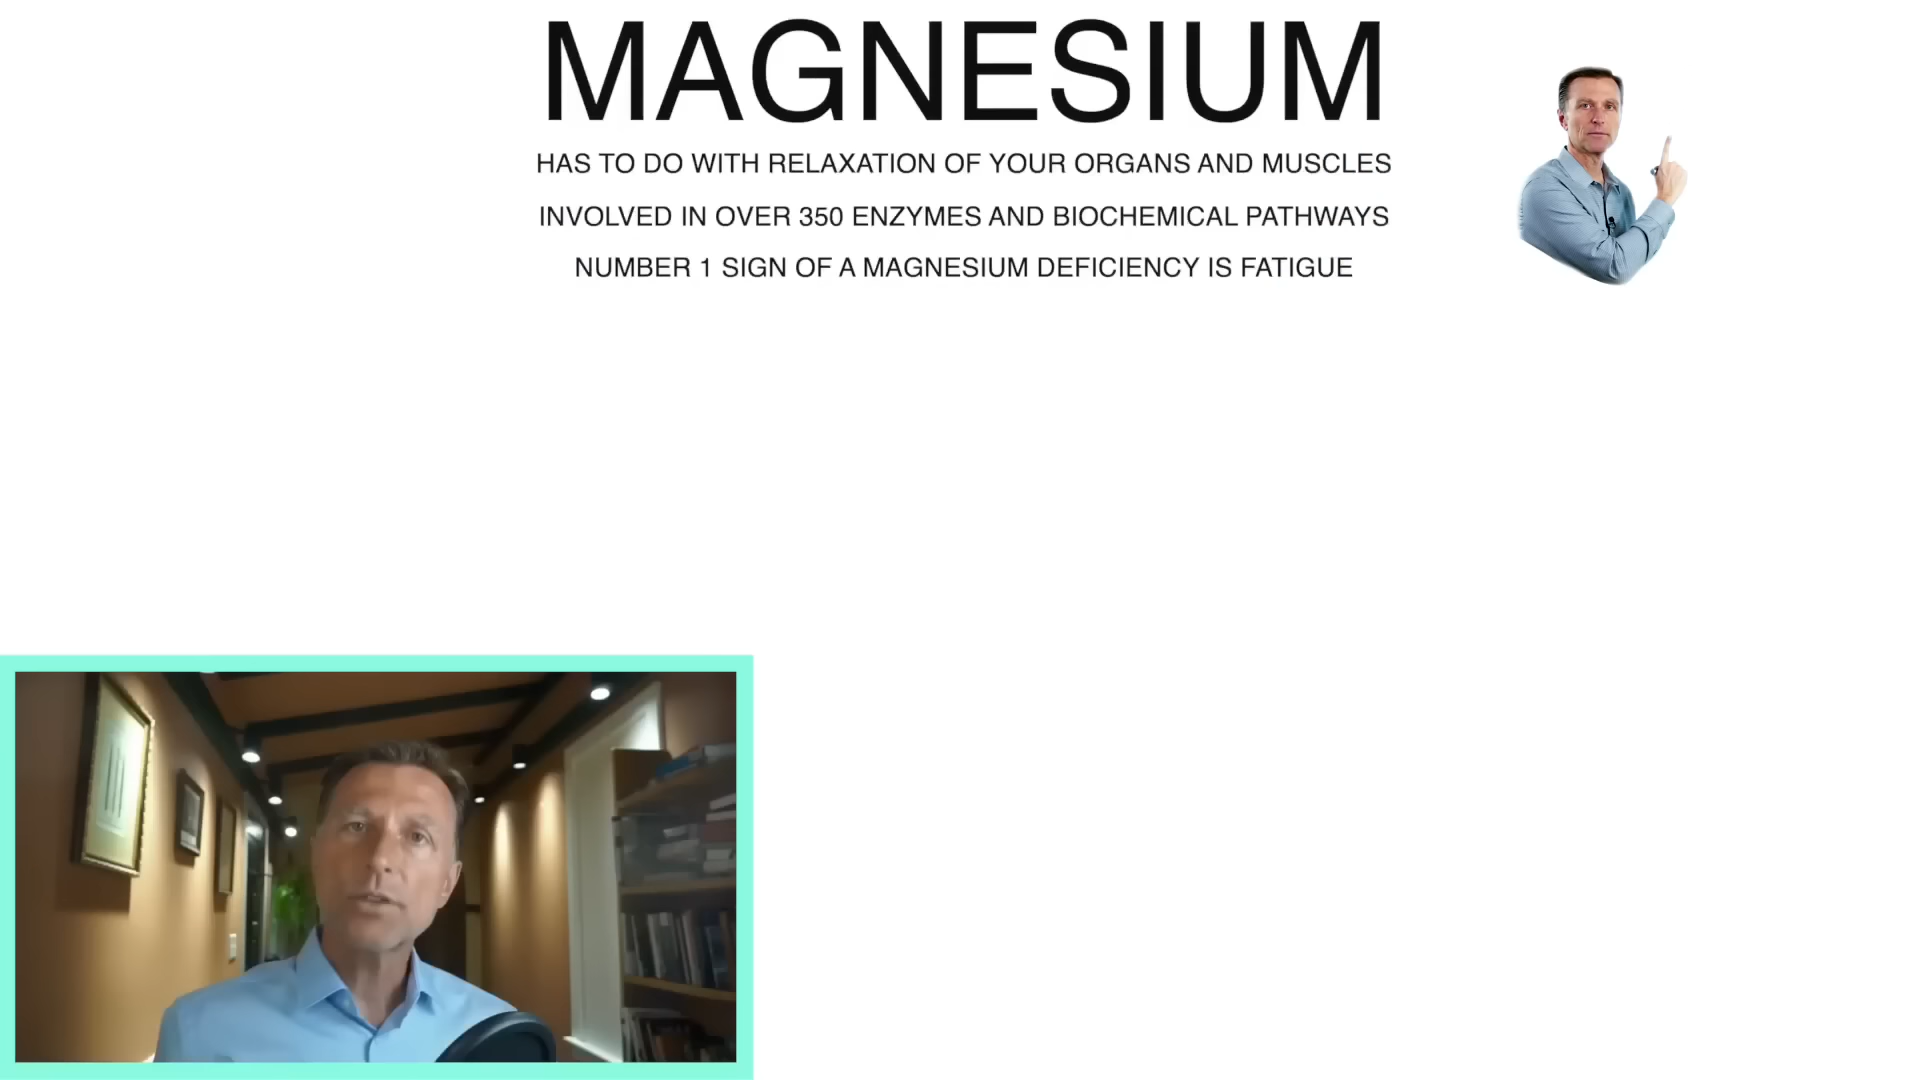 MAGNESIUM
HAS TO DO WITH RELAXATION OF YOUR ORGANS AND MUSCLES
INVOLVED IN OVER 350 ENZYMES AND BIOCHEMICAL PATHWAYS
NUMBER 1 SIGN OF A MAGNESIUM DEFICIENCY IS FATIGUE